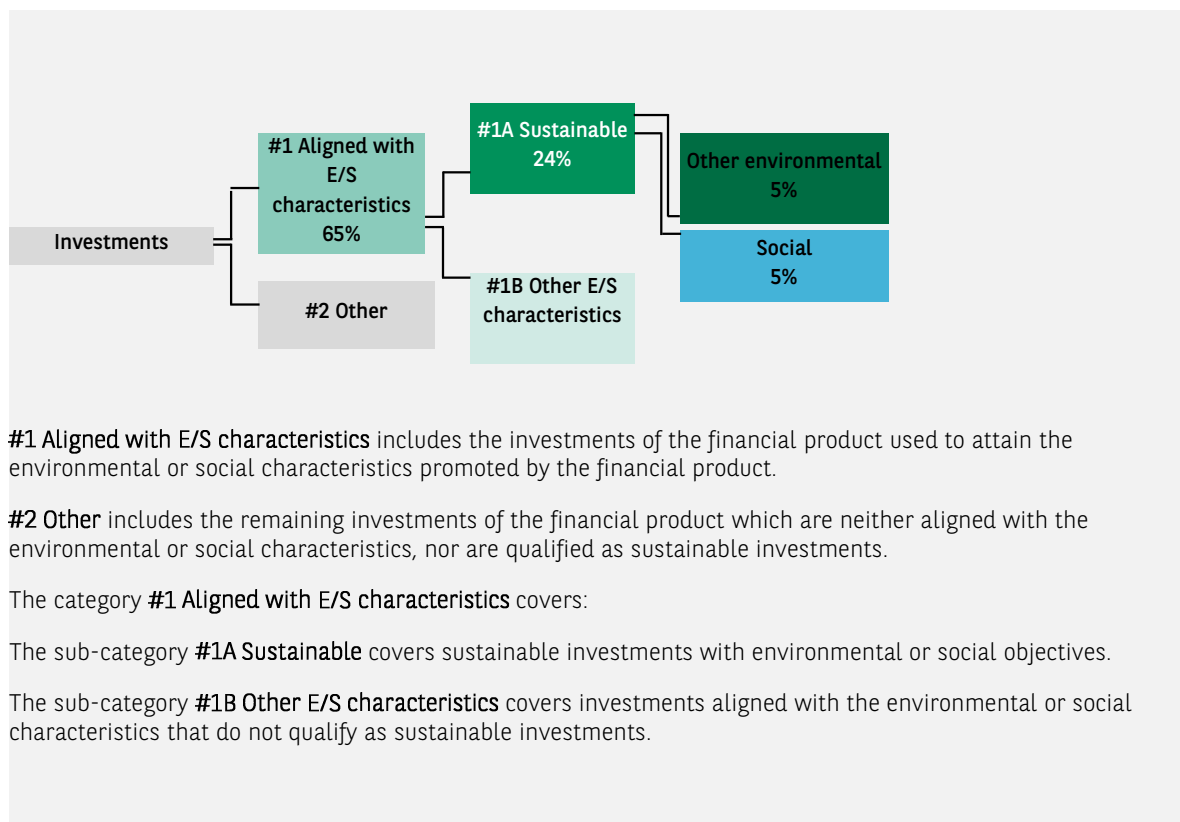 Investments
#1 Aligned with
E/S
characteristics
65%
#2 Other
#1A Sustainable
24%
#1B Other E/S
characteristics
Other environmental
5%
Social
5%
#1 Aligned with E/S characteristics includes the investments of the financial product used to attain the
environmental or social characteristics promoted by the financial product.
#2 Other includes the remaining investments of the financial product which are neither aligned with the
environmental or social characteristics, nor are qualified as sustainable investments.
The category #1 Aligned with E/S characteristics covers:
The sub-category #1A Sustainable covers sustainable investments with environmental or social objectives.
The sub-category #1B Other E/S characteristics covers investments aligned with the environmental or social
characteristics that do not qualify as sustainable investments.